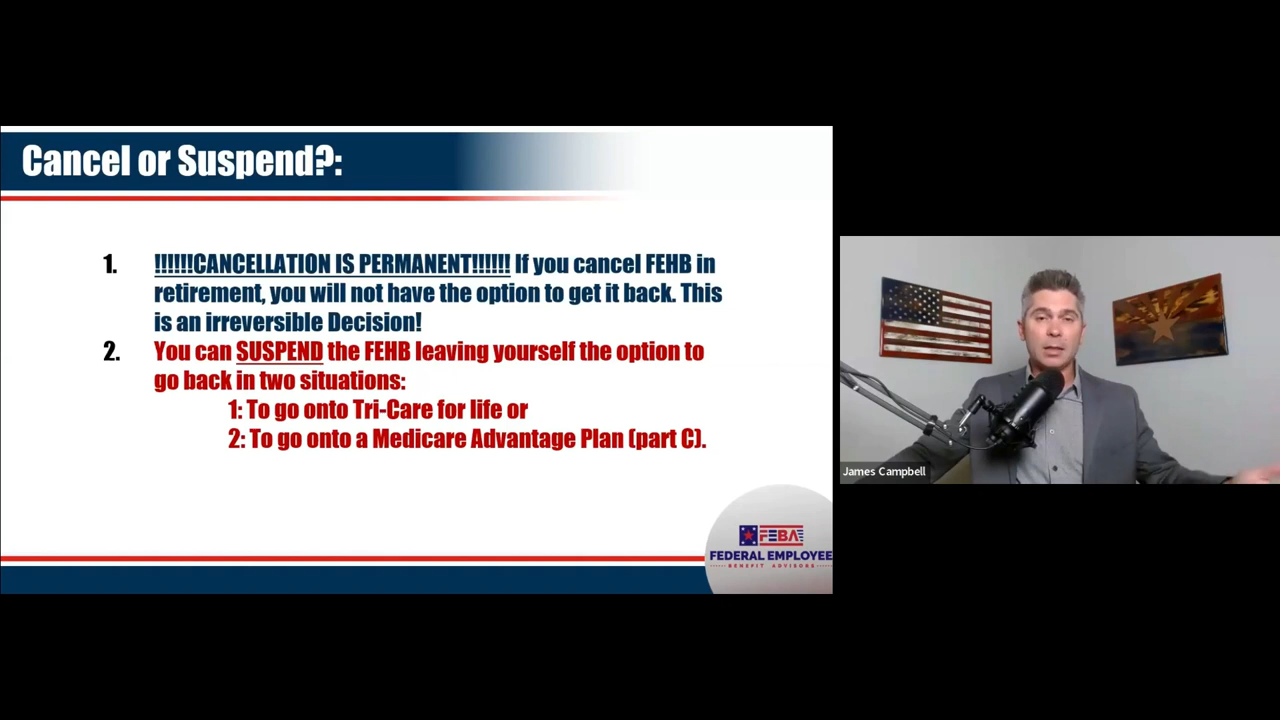 Cancel or Suspend?:
1. !!!!!!CANCELLATION IS PERMANENT!!!!!! If you cancel FEHB in
retirement, you will not have the option to get it back. This
is an irreversible Decision!
2. You can SUSPEND the FEHB leaving yourself the option to
go back in two situations:
1: To go onto Tri-Care for life or
2: To go onto a Medicare Advantage Plan (part C).
FEBA
FEDERAL EMPLOYEE
BENEFIT ADVISORS
James Campbell